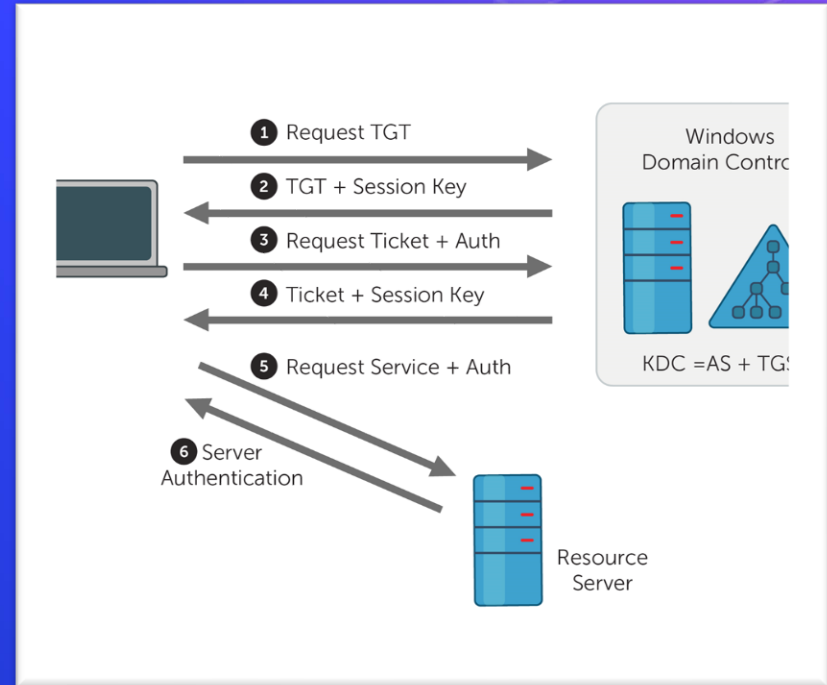 1 Request TGT
2 TGT + Session Key
3 Request Ticket + Auth
4 Ticket + Session Key
5 Request Service + Auth
6 Server
Authentication
Windows
Domain Contro
KDC =AS + TGS
Resource
Server